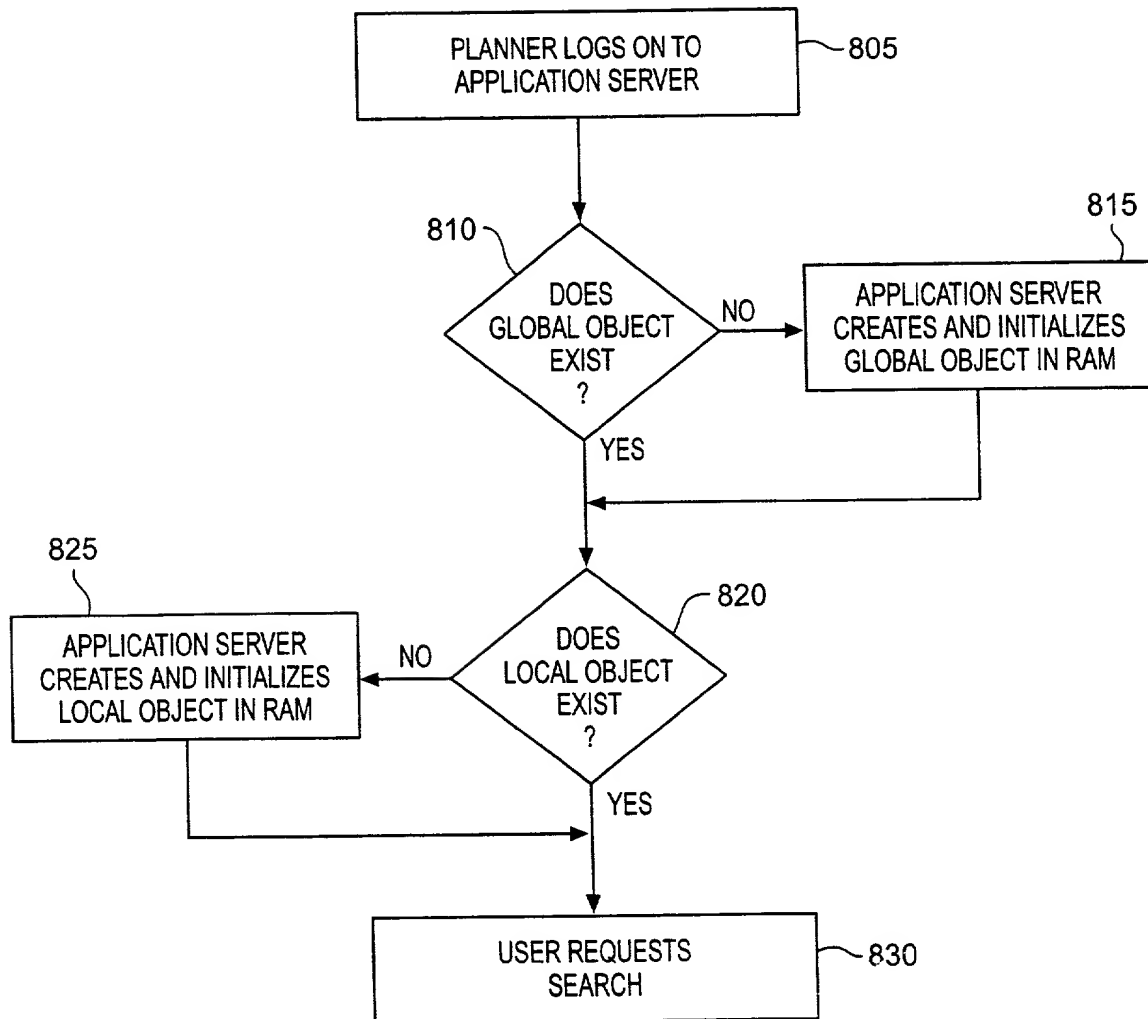 PLANNER LOGS ON TO
APPLICATION SERVER
805
810
DOES
GLOBAL OBJECT
EXIST
?
NO
815
APPLICATION SERVER
CREATES AND INITIALIZES
GLOBAL OBJECT IN RAM
YES
825
APPLICATION SERVER
CREATES AND INITIALIZES
LOCAL OBJECT IN RAM
NO
820
DOES
LOCAL OBJECT
EXIST
?
YES
USER REQUESTS
SEARCH
830